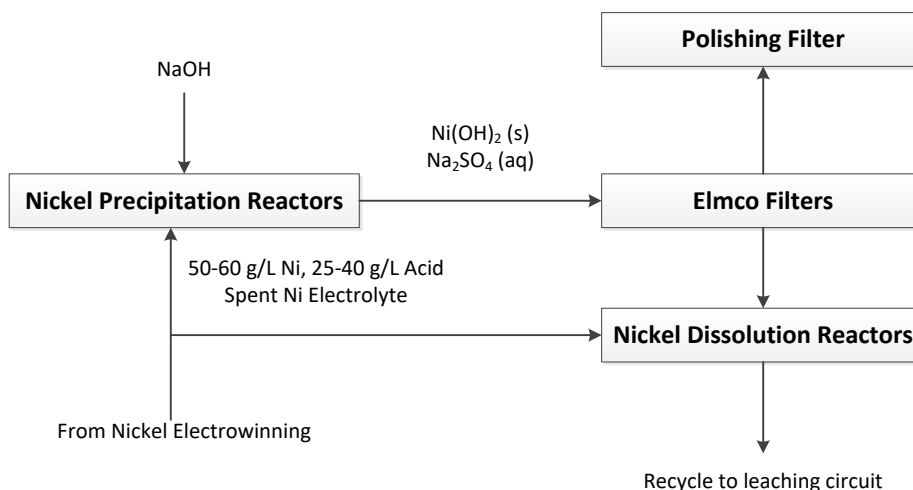 Polishing Filter
NaOH
Ni(OH)₂ (s)
Na₂SO₄ (aq)
Nickel Precipitation Reactors
Elmco Filters
50-60 g/L Ni, 25-40 g/L Acid
Spent Ni Electrolyte
Nickel Dissolution Reactors
From Nickel Electrowinning
Recycle to leaching circuit